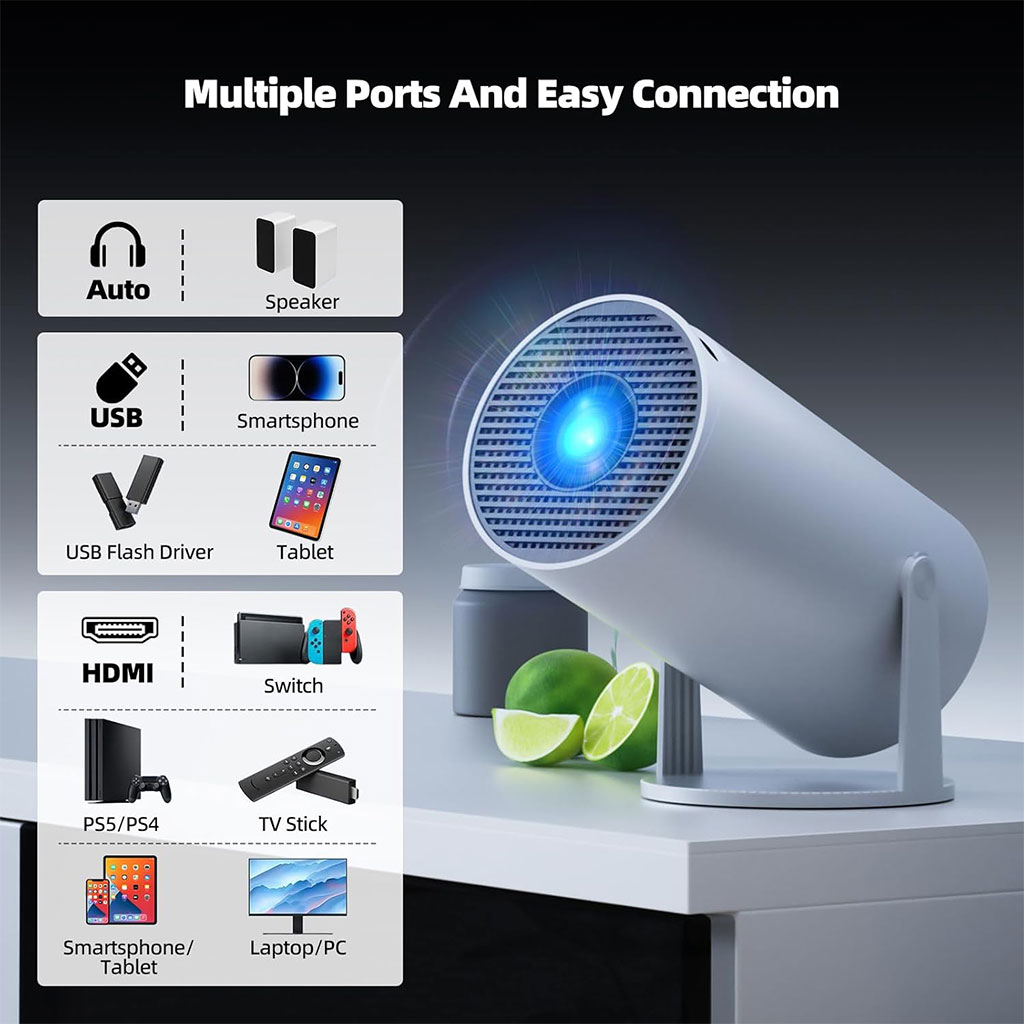 Multiple Ports And Easy Connection
Auto
Speaker
USB
Smartsphone
USB Flash Driver
Tablet
HDMI
Switch
PS5/PS4
TV Stick
Smartsphone/
Tablet
Laptop/PC